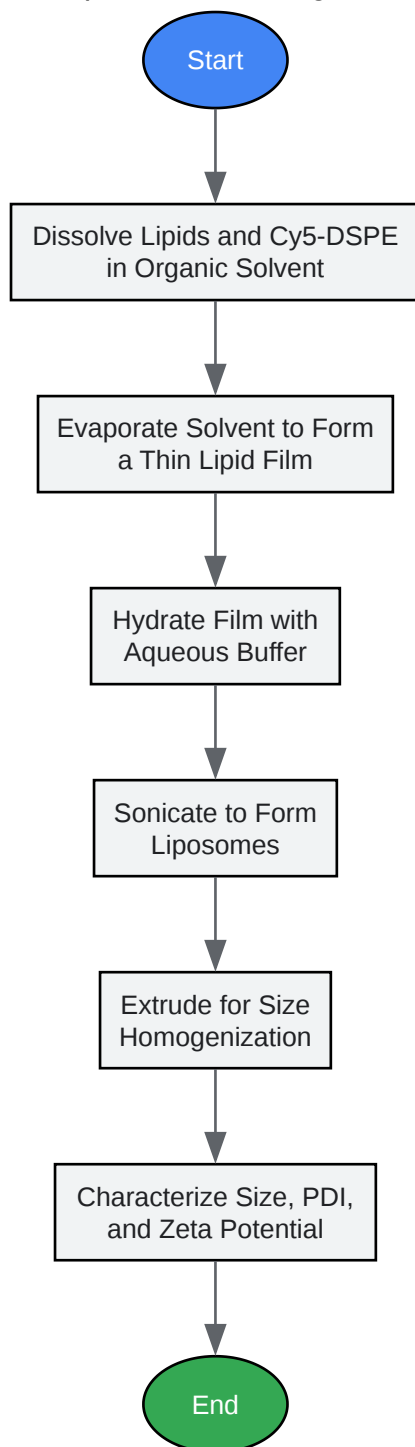 Start
Dissolve Lipids and Cy5-DSPE
in Organic Solvent
Evaporate Solvent to Form
a Thin Lipid Film
Hydrate Film with
Aqueous Buffer
Sonicate to Form
Liposomes
Extrude for Size
Homogenization
Characterize Size, PDI,
and Zeta Potential
End